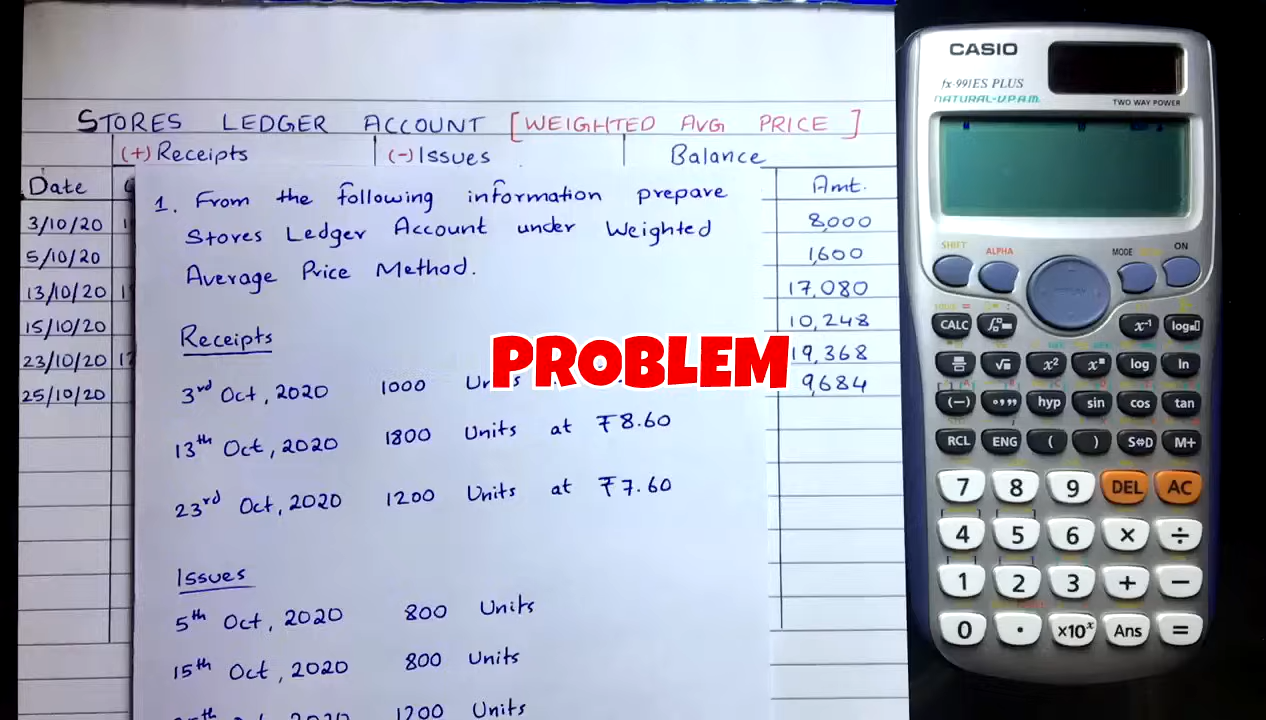 STORES LEDGER ACCOUNT [WEIGHTED AVG PRICE]
(+) Receipts (-) Issues Balance
Date Amt.
3/10/20 8,000
5/10/20 1,600
13/10/20 17,080
15/10/20 10,248
23/10/20 19,368
25/10/20 9,684
1. From the following information prepare
Stores Ledger Account under Weighted
Average Price Method.
Receipts
3rd Oct, 2020 1000
13th Oct, 2020 1800 Units at ₹8.60
23rd Oct, 2020 1200 Units at ₹7.60
Issues
5th Oct, 2020 800 Units
15th Oct, 2020 800 Units
1200 Units
PROBLEM
CASIO
fx-991ES PLUS
NATURAL-V.P.A.M.
TWO WAY POWER
SHIFT ALPHA MODE ON
CALC x⁻¹ log
√ x² log ln
(-) hyp sin cos tan
RCL ENG ( ) S⇔D M+
7 8 9 DEL AC
4 5 6 × ÷
1 2 3 + −
0 . ×10ˣ Ans =